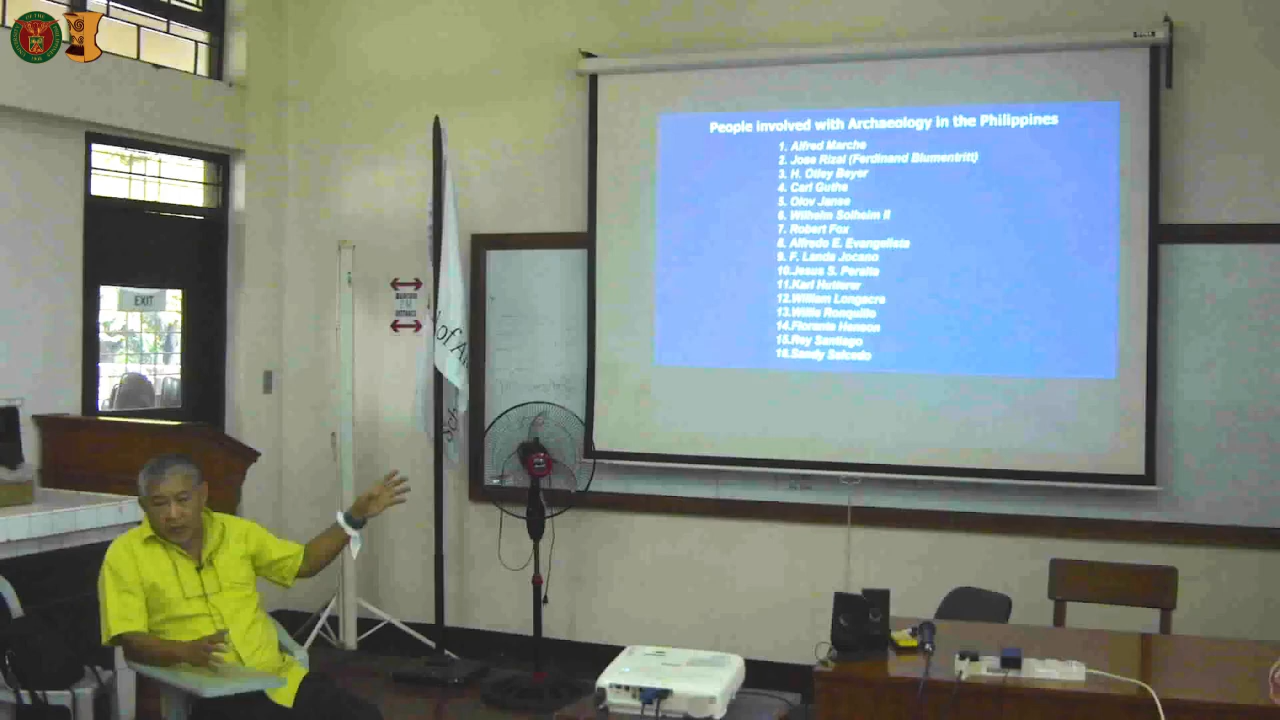 People involved with Archaeology in the Philippines
1. Alfred Marche
2. Jose Rizal (Ferdinand Blumentritt)
3. H. Otley Beyer
4. Carl Guthe
5. Olov Janse
6. Wilhelm Solheim II
7. Robert Fox
8. Alfredo E. Evangelista
9. F. Landa Jocano
10.Jesus S. Peralta
11.Karl Hutterer
12.William Longacre
13.Willie Ronquillo
14.Florante Henson
15.Rey Santiago
16.Sandy Salcedo
EXIT
of A